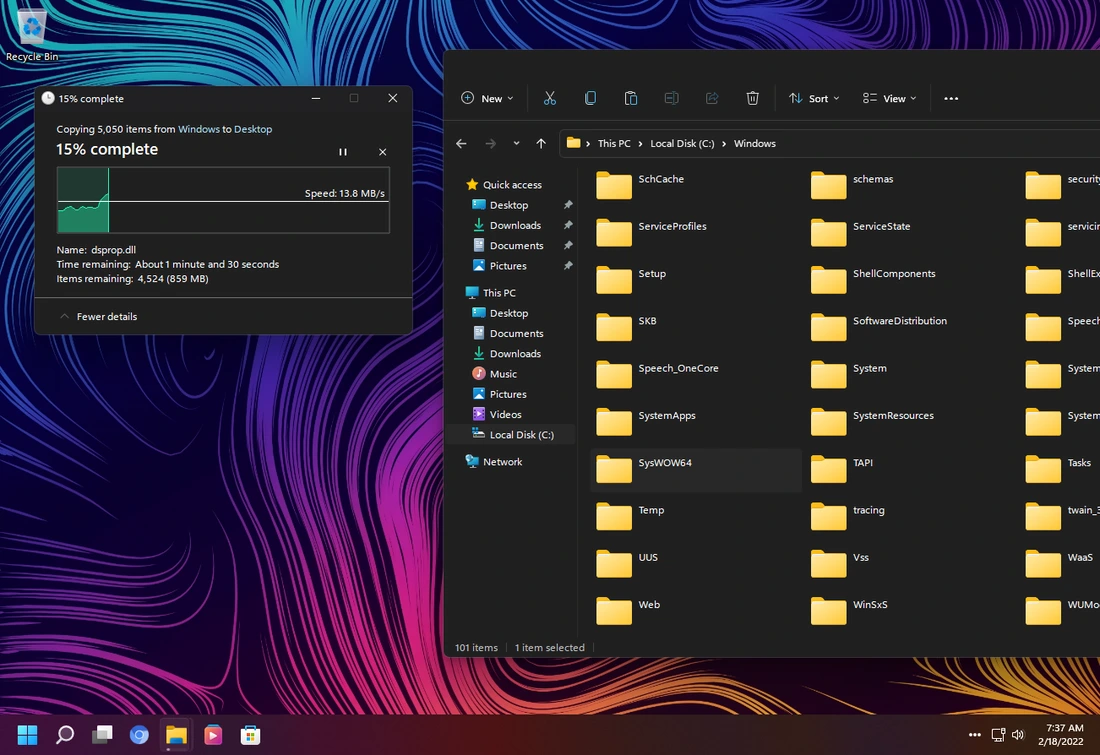 Recycle Bin
15% complete
Copying 5,050 items from Windows to Desktop
15% complete
Speed: 13.8 MB/s
Name: dsprop.dll
Time remaining: About 1 minute and 30 seconds
Items remaining: 4,524 (859 MB)
Fewer details
New
Sort
View
This PC > Local Disk (C:) > Windows
Quick access
Desktop
Downloads
Documents
Pictures
This PC
Desktop
Documents
Downloads
Music
Pictures
Videos
Local Disk (C:)
Network
SchCache
schemas
security
ServiceProfiles
ServiceState
servicin
Setup
ShellComponents
ShellEx
SKB
SoftwareDistribution
Speech
Speech_OneCore
System
System
SystemApps
SystemResources
System
SysWOW64
TAPI
Tasks
Temp
tracing
twain_3
UUS
Vss
WaaS
Web
WinSxS
WUMo
101 items
1 item selected
7:37 AM
2/18/2022